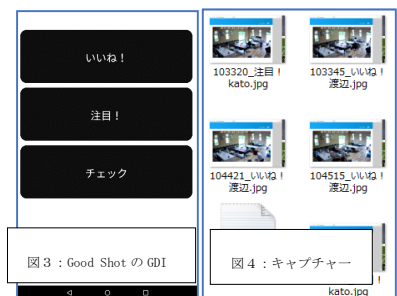 いいね！
注目！
チェック
図３：Good Shot の GDI
103320_注目！
kato.jpg
103345_いいね！
渡辺.jpg
104421_いいね！
渡辺.jpg
104515_いいね！
渡辺.jpg
図４：キャプチャー
！
kato.jpg